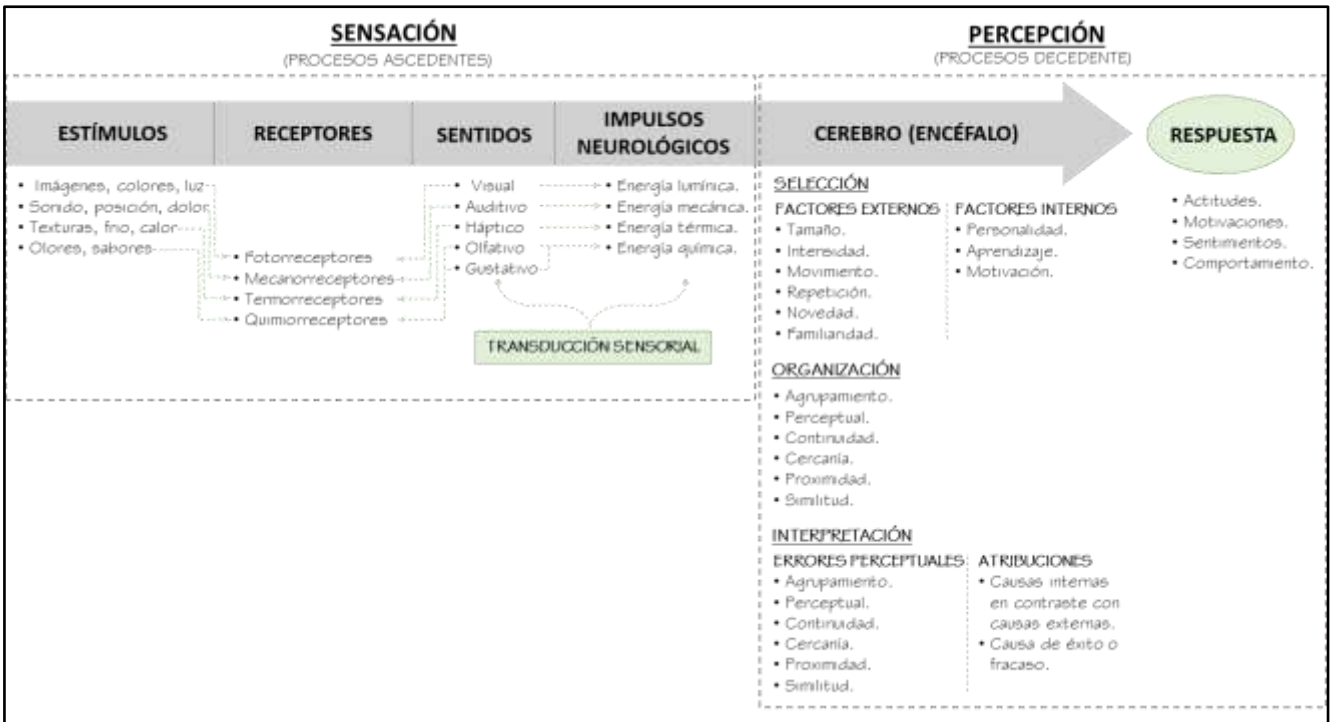 SENSACIÓN
(PROCESOS ASCEDENTES)
PERCEPCIÓN
(PROCESOS DECEDENTE)
ESTÍMULOS
RECEPTORES
SENTIDOS
IMPULSOS
NEUROLÓGICOS
CEREBRO (ENCÉFALO)
RESPUESTA
• Imágenes, colores, luz
• Sonido, posición, dolor
• Texturas, frío, calor
• Olores, sabores
• Fotorreceptores
• Mecanorreceptores
• Termorreceptores
• Quimiorreceptores
• Visual
• Auditivo
• Háptico
• Olfativo
• Gustativo
• Energía lumínica.
• Energía mecánica.
• Energía térmica.
• Energía química.
TRANSDUCCIÓN SENSORIAL
SELECCIÓN
FACTORES EXTERNOS
• Tamaño.
• Intensidad.
• Movimiento.
• Repetición.
• Novedad.
• Familiaridad.
FACTORES INTERNOS
• Personalidad.
• Aprendizaje.
• Motivación.
ORGANIZACIÓN
• Agrupamiento.
• Perceptual.
• Continuidad.
• Cercanía.
• Proximidad.
• Similitud.
INTERPRETACIÓN
ERRORES PERCEPTUALES
• Agrupamiento.
• Perceptual.
• Continuidad.
• Cercanía.
• Proximidad.
• Similitud.
ATRIBUCIONES
• Causas internas
en contraste con
causas externas.
• Causa de éxito o
fracaso.
• Actitudes.
• Motivaciones.
• Sentimientos.
• Comportamiento.